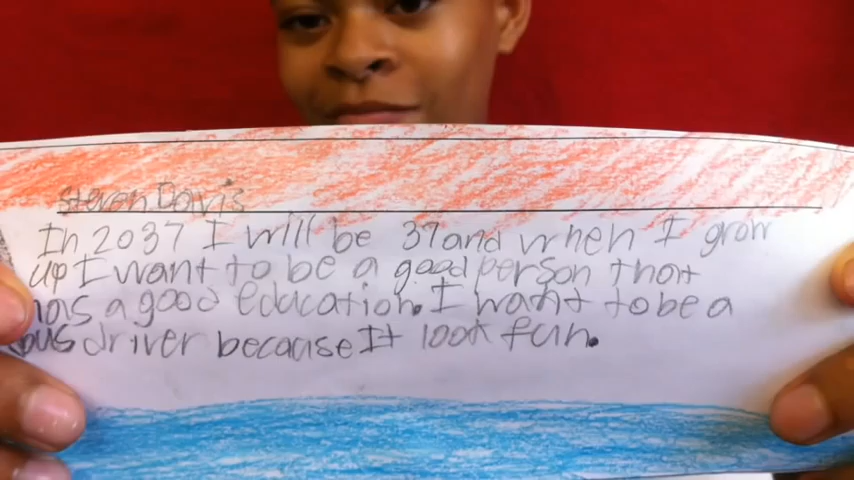 Steven Davis
In 2037 I will be 37 and when I grow
up I want to be a good person that
has a good education. I want to be a
bus driver because It look fun.